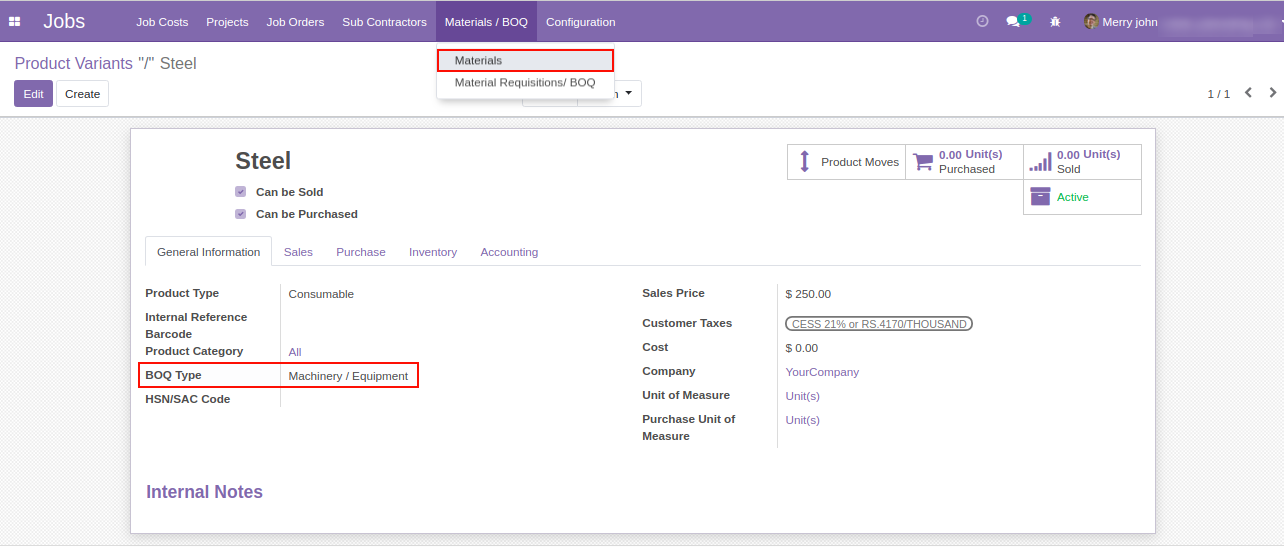 Jobs Job Costs Projects Job Orders Sub Contractors Materials / BOQ Configuration 1 Merry john
Product Variants "/" Steel
Materials
Material Requisitions/ BOQ
Edit Create
1 / 1
Steel
Can be Sold
Can be Purchased
Product Moves
0.00 Unit(s)
Purchased
0.00 Unit(s)
Sold
Active
General Information Sales Purchase Inventory Accounting
Product Type Consumable
Internal Reference
Barcode
Product Category All
BOQ Type Machinery / Equipment
HSN/SAC Code
Sales Price $ 250.00
Customer Taxes CESS 21% or RS.4170/THOUSAND
Cost $ 0.00
Company YourCompany
Unit of Measure Unit(s)
Purchase Unit of Unit(s)
Measure
Internal Notes